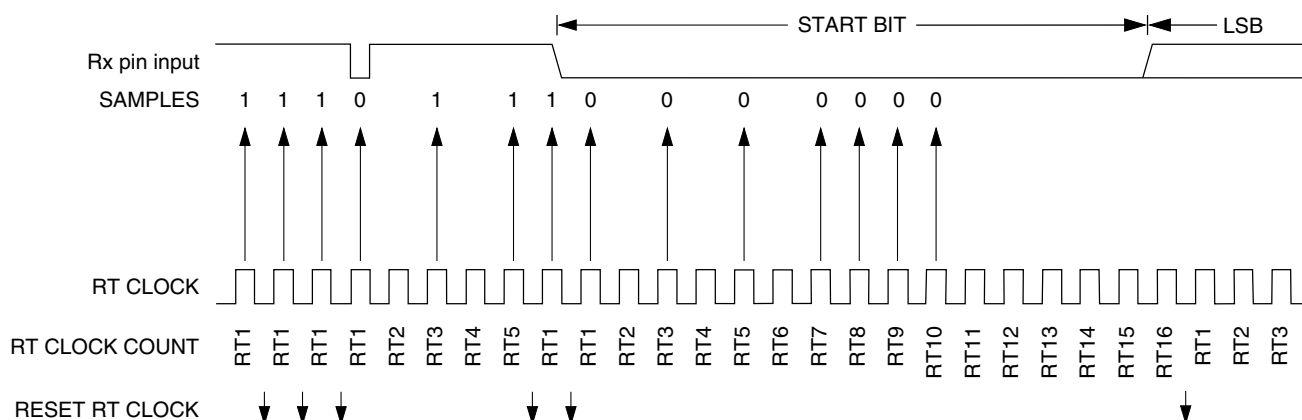 START BIT LSB
Rx pin input
SAMPLES 1 1 1 0 1 1 1 0 0 0 0 0 0 0
RT CLOCK
RT CLOCK COUNT RT1 RT1 RT1 RT1 RT2 RT3 RT4 RT5 RT1 RT1 RT2 RT3 RT4 RT5 RT6 RT7 RT8 RT9 RT10 RT11 RT12 RT13 RT14 RT15 RT16 RT1 RT2 RT3
RESET RT CLOCK